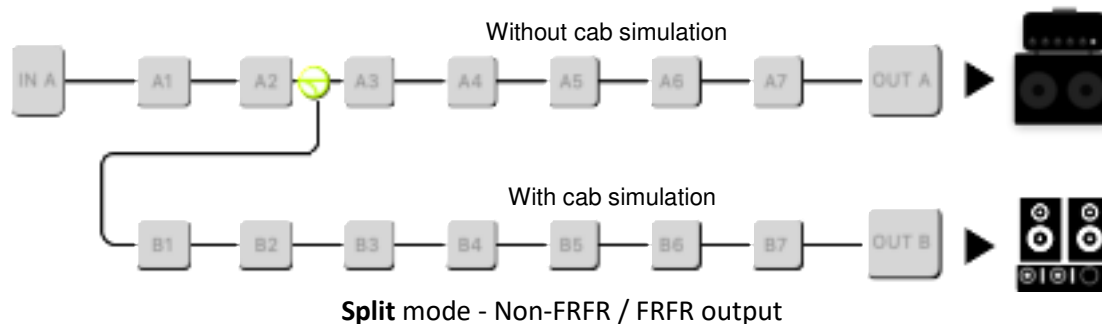 Without cab simulation
IN A A1 A2 A3 A4 A5 A6 A7 OUT A
With cab simulation
B1 B2 B3 B4 B5 B6 B7 OUT B
Split mode - Non-FRFR / FRFR output